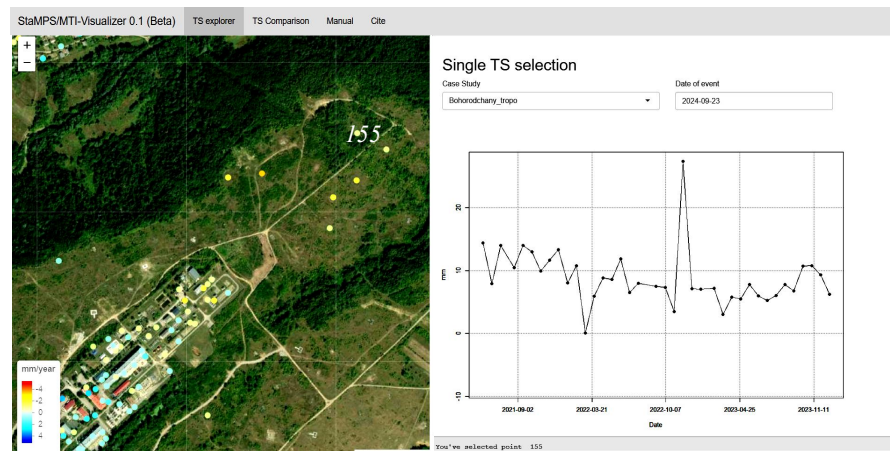 StaMPS/MTI-Visualizer 0.1 (Beta) TS explorer TS Comparison Manual Cite
+
−
155
mm/year
-4
-2
0
2
4
Single TS selection
Case Study Date of event
Bohorodchany_tropo 2024-09-23
20
10
0
-10
mm
2021-09-02 2022-03-21 2022-10-07 2023-04-25 2023-11-11
Date
You've selected point 155